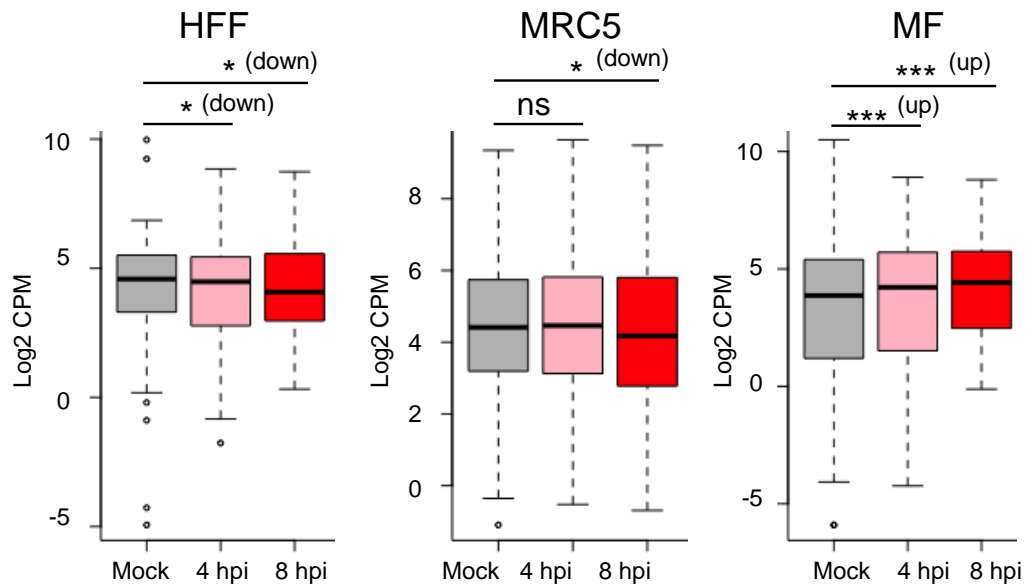 HFF
* (down)
* (down)
10
5
0
-5
Log2 CPM
Mock 4 hpi 8 hpi
MRC5
* (down)
ns
8
6
4
2
0
Log2 CPM
Mock 4 hpi 8 hpi
MF
*** (up)
*** (up)
10
5
0
-5
Log2 CPM
Mock 4 hpi 8 hpi